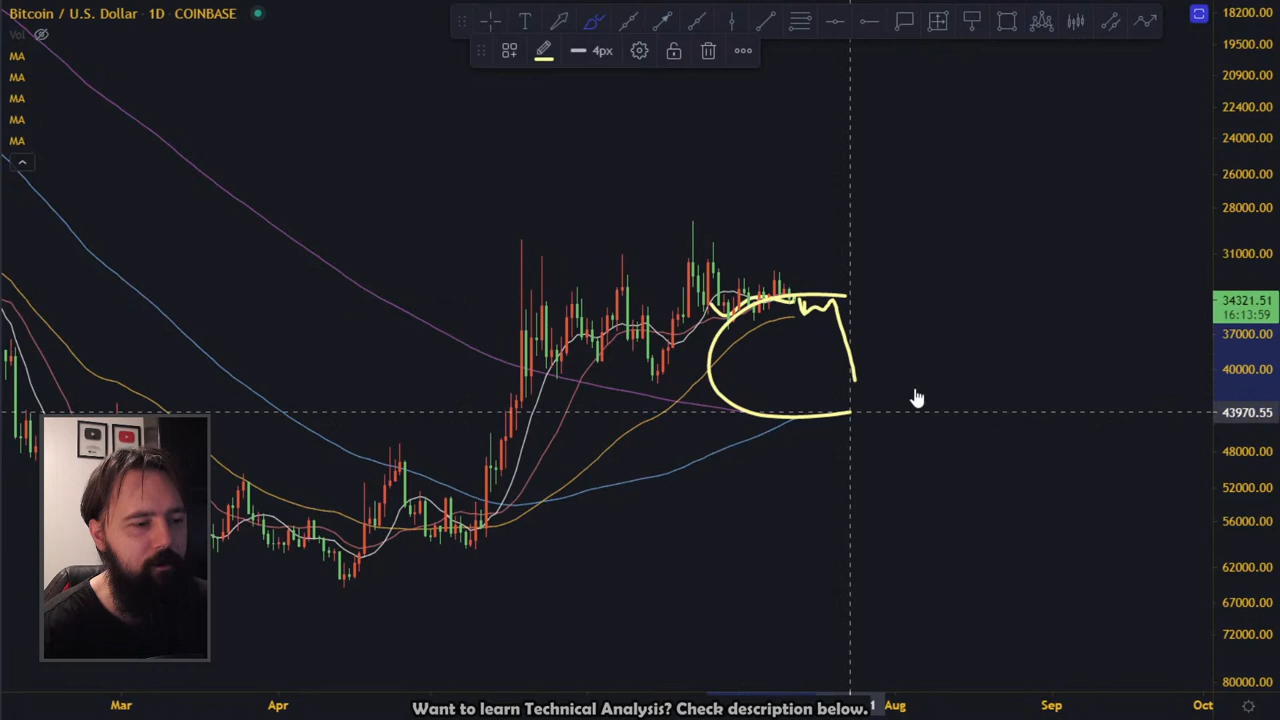 Bitcoin / U.S. Dollar · 1D · COINBASE
Vol
MA
MA
MA
MA
MA
T
4px
18200.00
19500.00
20900.00
22400.00
24000.00
26000.00
28000.00
31000.00
34321.51
16:13:59
37000.00
40000.00
43970.55
48000.00
52000.00
56000.00
62000.00
67000.00
72000.00
80000.00
Mar
Apr
1
Aug
Sep
Oct
Want to learn Technical Analysis? Check description below.